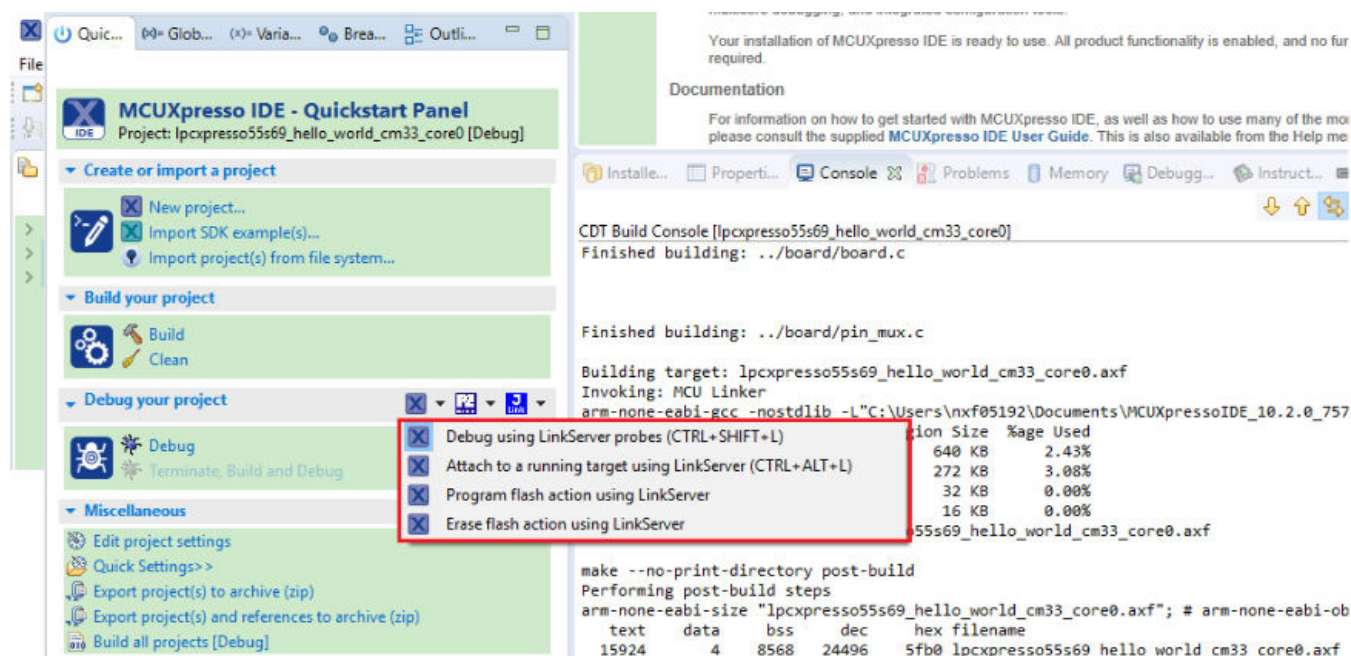 File
Quic...
Glob...
(x)= Varia...
Brea...
Outli...
MCUXpresso IDE - Quickstart Panel
IDE
Project: lpcxpresso55s69_hello_world_cm33_core0 [Debug]
Create or import a project
New project...
Import SDK example(s)...
Import project(s) from file system...
Build your project
Build
Clean
Debug your project
Debug
Terminate, Build and Debug
Debug using LinkServer probes (CTRL+SHIFT+L)
Attach to a running target using LinkServer (CTRL+ALT+L)
Program flash action using LinkServer
Erase flash action using LinkServer
Miscellaneous
Edit project settings
Quick Settings>>
Export project(s) to archive (zip)
Export project(s) and references to archive (zip)
Build all projects [Debug]
Your installation of MCUXpresso IDE is ready to use. All product functionality is enabled, and no fur
required.
Documentation
For information on how to get started with MCUXpresso IDE, as well as how to use many of the mo
please consult the supplied MCUXpresso IDE User Guide. This is also available from the Help me
Installe...
Properti...
Console
Problems
Memory
Debugg...
Instruct...
CDT Build Console [lpcxpresso55s69_hello_world_cm33_core0]
Finished building: ../board/board.c
Finished building: ../board/pin_mux.c
Building target: lpcxpresso55s69_hello_world_cm33_core0.axf
Invoking: MCU Linker
arm-none-eabi-gcc -nostdlib -L"C:\Users\nxf05192\Documents\MCUXpressoIDE_10.2.0_757
gion Size %age Used
640 KB 2.43%
272 KB 3.08%
32 KB 0.00%
16 KB 0.00%
o55s69_hello_world_cm33_core0.axf
make --no-print-directory post-build
Performing post-build steps
arm-none-eabi-size "lpcxpresso55s69_hello_world_cm33_core0.axf"; # arm-none-eabi-ob
text data bss dec hex filename
15924 4 8568 24496 5fb0 lpcxpresso55s69_hello_world_cm33_core0.axf